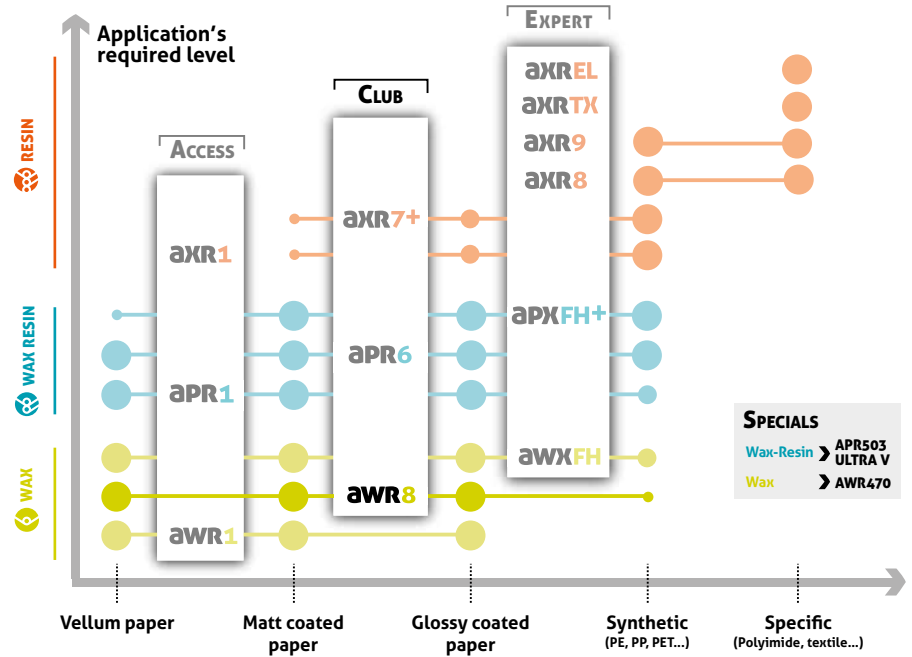 Application's
required level
EXPERT
CLUB
ACCESS
RESIN
WAX RESIN
WAX
aXREL
aXRTX
aXR9
aXR8
aXR7+
aXR1
aPXFH+
aPR6
aPR1
aWXFH
aWR8
aWR1
SPECIALS
Wax-Resin
APR503
ULTRA V
Wax
AWR470
Vellum paper
Matt coated
paper
Glossy coated
paper
Synthetic
(PE, PP, PET...)
Specific
(Polyimide, textile...)